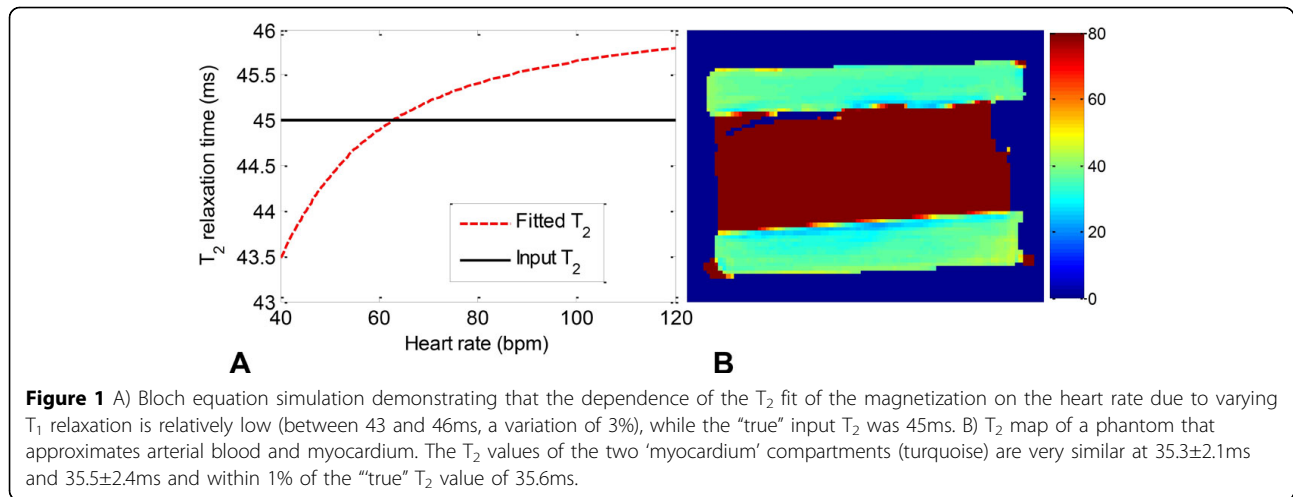 46
45.5
45
44.5
44
43.5
43
T2 relaxation time (ms)
Fitted T2
Input T2
40 60 80 100 120
Heart rate (bpm)
A
80
60
40
20
0
B
Figure 1 A) Bloch equation simulation demonstrating that the dependence of the T2 fit of the magnetization on the heart rate due to varying
T1 relaxation is relatively low (between 43 and 46ms, a variation of 3%), while the “true” input T2 was 45ms. B) T2 map of a phantom that
approximates arterial blood and myocardium. The T2 values of the two ‘myocardium’ compartments (turquoise) are very similar at 35.3±2.1ms
and 35.5±2.4ms and within 1% of the “‘true” T2 value of 35.6ms.